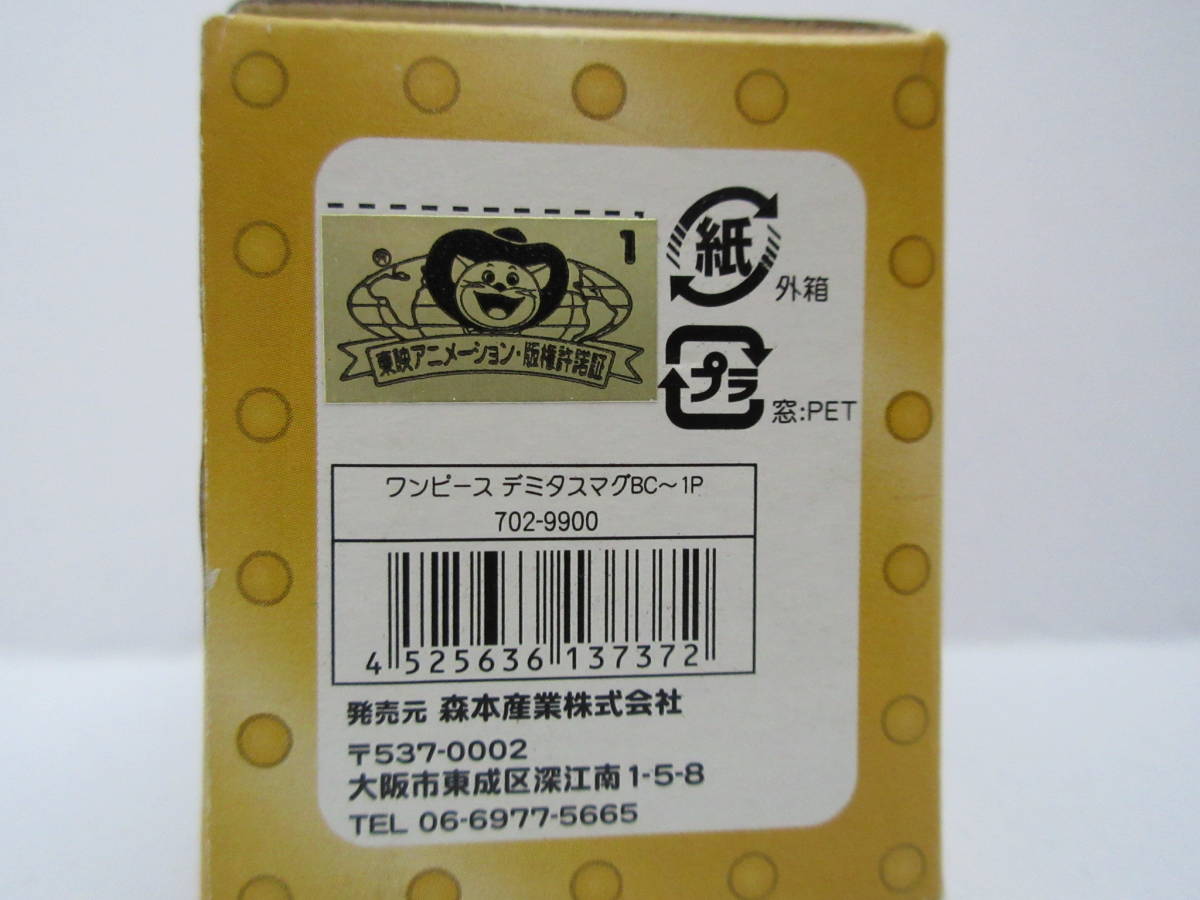 1
東映アニメーション・版権許諾証
紙
外箱
プラ
窓:PET
ワンピース デミタスマグBC~1P
702-9900
4 525636 137372
発売元 森本産業株式会社
〒537-0002
大阪市東成区深江南1-5-8
TEL 06-6977-5665